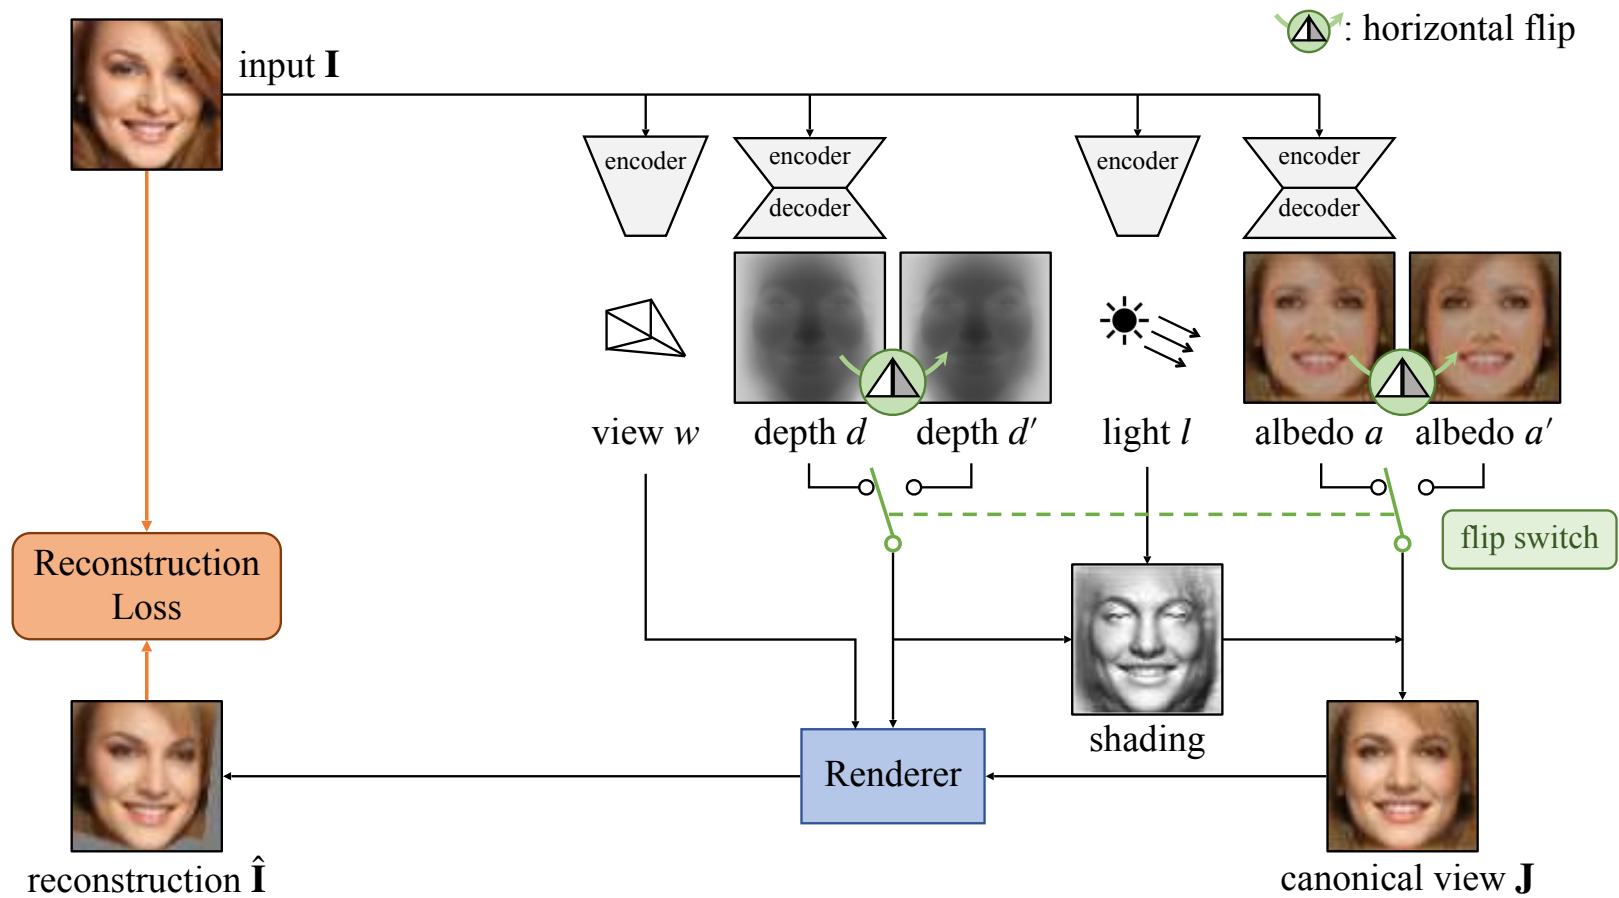 : horizontal flip
input I
encoder
encoder
decoder
encoder
encoder
decoder
view w
depth d
depth d′
light l
albedo a
albedo a′
flip switch
Reconstruction
Loss
shading
Renderer
reconstruction Î
canonical view J